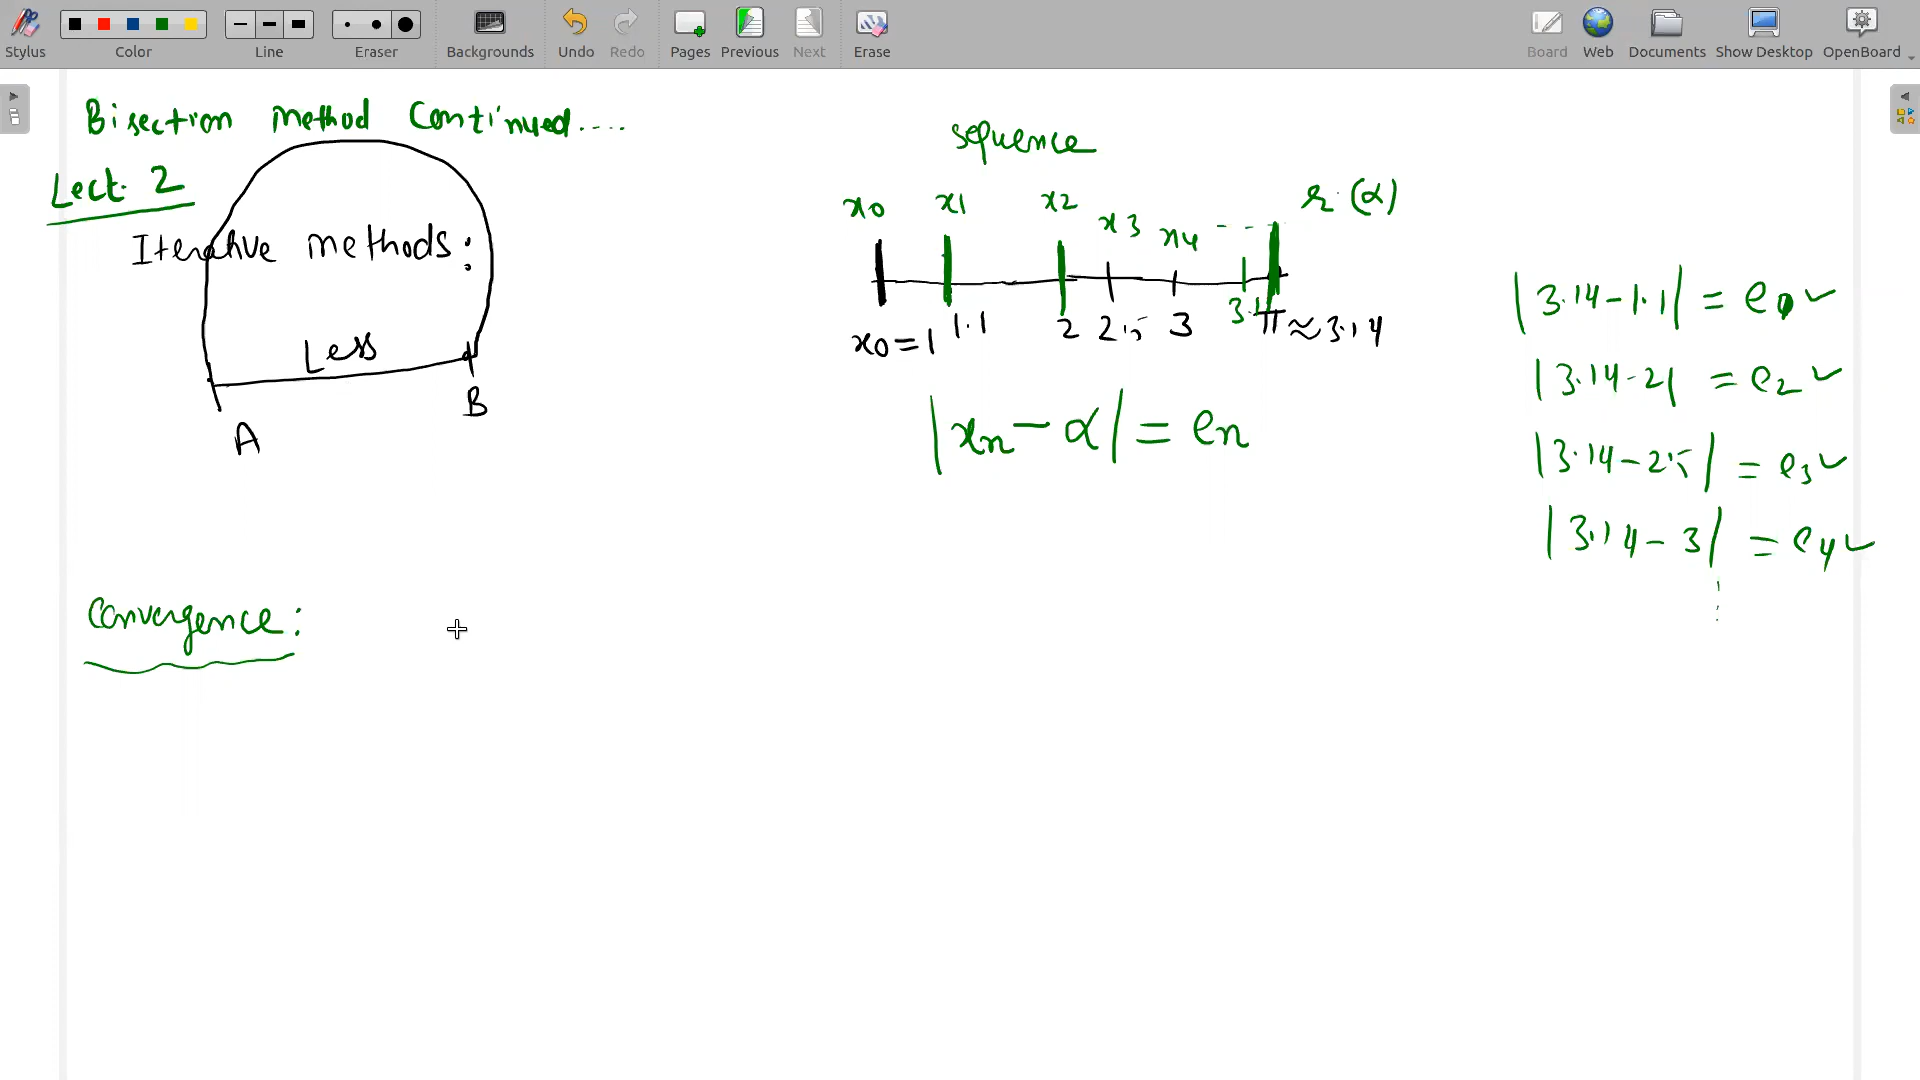 Stylus Color Line Eraser Backgrounds Undo Redo Pages Previous Next Erase Board Web Documents Show Desktop OpenBoard
Bisection method Continued....
Lect. 2
Iterative methods:
Less
A
B
sequence
x0 x1 x2 x3 x4 --- r (α)
x0=1 1.1 2 2.5 3 π≈3.14
|xn - α| = en
|3.14-1.1| = e1 ✓
|3.14-2| = e2 ✓
|3.14-2.5| = e3 ✓
|3.14-3| = e4 ✓
Convergence: